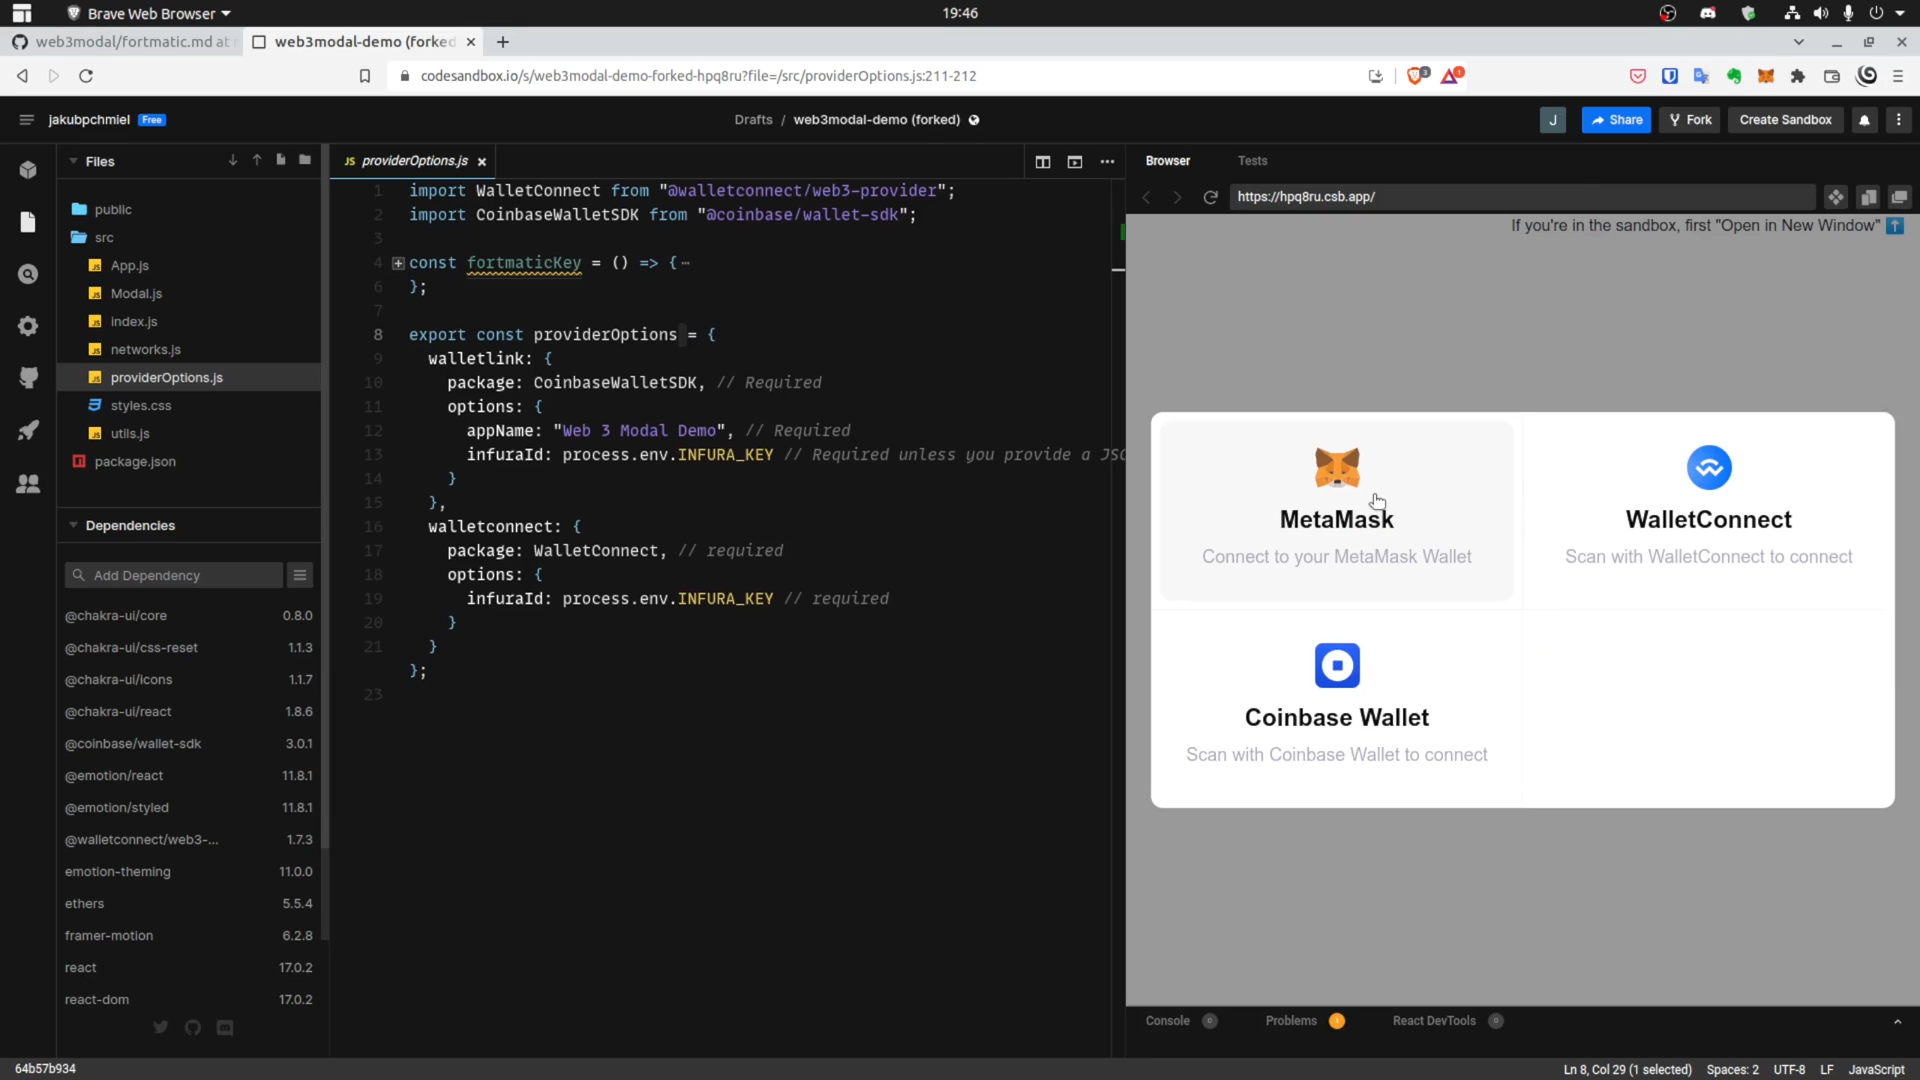 Brave Web Browser
19:46
web3modal/fortmatic.md at
web3modal-demo (forked
codesandbox.io/s/web3modal-demo-forked-hpq8ru?file=/src/providerOptions.js:211-212
3
1
jakubpchmiel
Free
Drafts / web3modal-demo (forked)
J
Share
Fork
Create Sandbox
Files
public
src
App.js
Modal.js
index.js
networks.js
providerOptions.js
styles.css
utils.js
package.json
Dependencies
Add Dependency
@chakra-ui/core 0.8.0
@chakra-ui/css-reset 1.1.3
@chakra-ui/icons 1.1.7
@chakra-ui/react 1.8.6
@coinbase/wallet-sdk 3.0.1
@emotion/react 11.8.1
@emotion/styled 11.8.1
@walletconnect/web3-... 1.7.3
emotion-theming 11.0.0
ethers 5.5.4
framer-motion 6.2.8
react 17.0.2
react-dom 17.0.2
JS providerOptions.js
1 import WalletConnect from "@walletconnect/web3-provider";
2 import CoinbaseWalletSDK from "@coinbase/wallet-sdk";
3
4 const fortmaticKey = () => {⋯
6 };
7
8 export const providerOptions = {
9 walletlink: {
10 package: CoinbaseWalletSDK, // Required
11 options: {
12 appName: "Web 3 Modal Demo", // Required
13 infuraId: process.env.INFURA_KEY // Required unless you provide a JSO
14 }
15 },
16 walletconnect: {
17 package: WalletConnect, // required
18 options: {
19 infuraId: process.env.INFURA_KEY // required
20 }
21 }
};
23
Browser
Tests
https://hpq8ru.csb.app/
If you're in the sandbox, first "Open in New Window"
MetaMask
Connect to your MetaMask Wallet
WalletConnect
Scan with WalletConnect to connect
Coinbase Wallet
Scan with Coinbase Wallet to connect
Console 0
Problems 1
React DevTools 0
64b57b934
Ln 8, Col 29 (1 selected)
Spaces: 2
UTF-8
LF
JavaScript